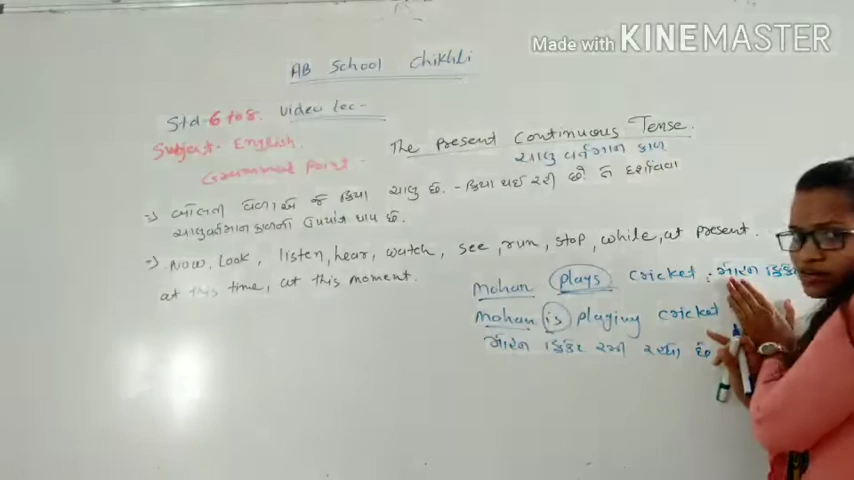 Made with KINEMASTER
AB School Chikhli
Std-6 to 8. Video lec-
Subject- English.
Grammar Point.
The Present Continuous Tense.
ચાલુ વર્તમાન કાળ
=> બોલતી વેળાએ જે ક્રિયા ચાલુ છે. - ક્રિયા થઈ રહી છે તે દર્શાવવા
ચાલુવર્તમાન કાળનો ઉપયોગ થાય છે.
=> Now, Look, listen, hear, watch, see, run, stop, while, at present.
at this time, at this moment.
Mohan plays cricket : મોહન ક્રિકે
Mohan is playing cricket
મોહન ક્રિકેટ રમી રહ્યો છે